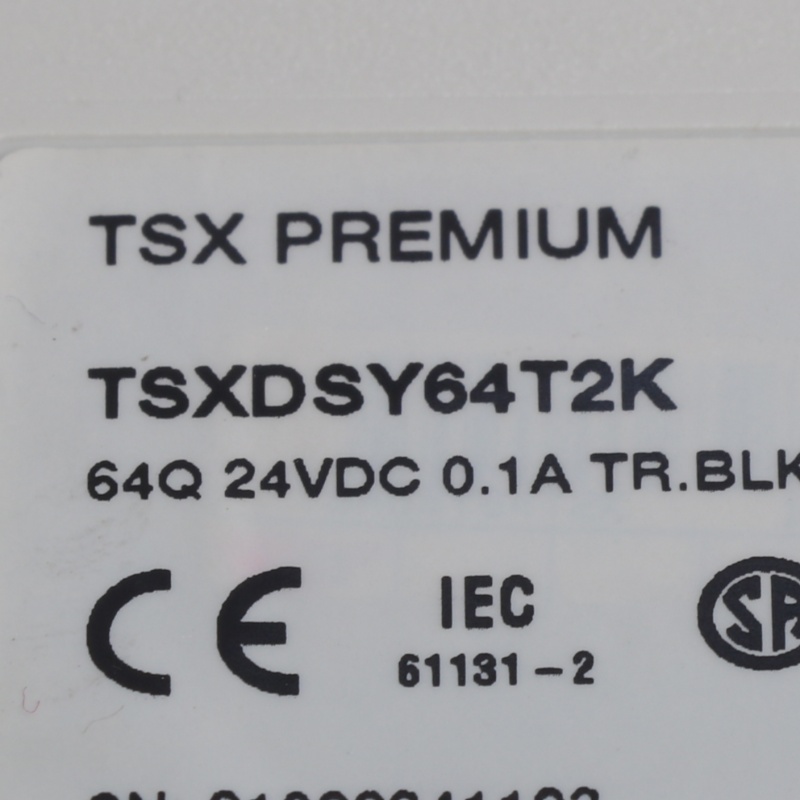 TSX PREMIUM
TSXDSY64T2K
64Q 24VDC 0.1A TR.BLK
CE
IEC
61131-2